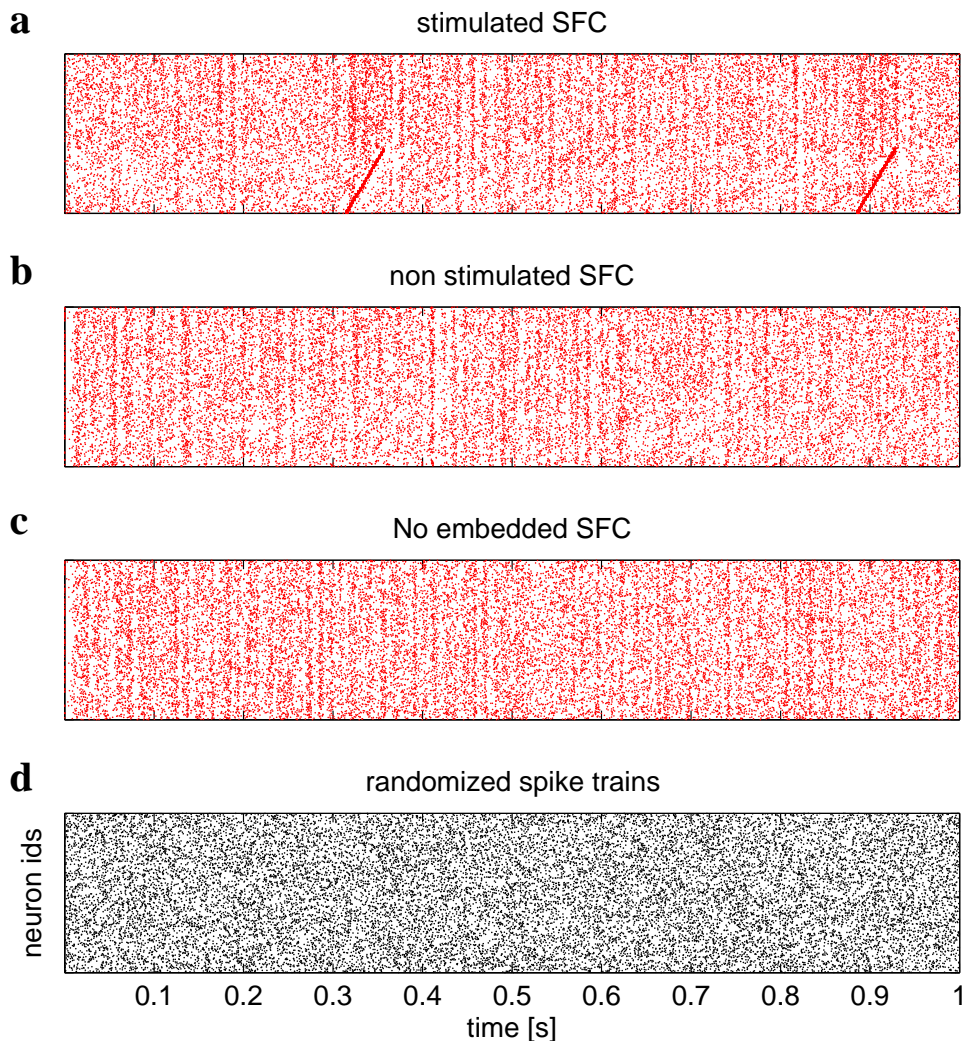 a
stimulated SFC
b
non stimulated SFC
c
No embedded SFC
d
randomized spike trains
neuron ids
0.1 0.2 0.3 0.4 0.5 0.6 0.7 0.8 0.9 1
time [s]